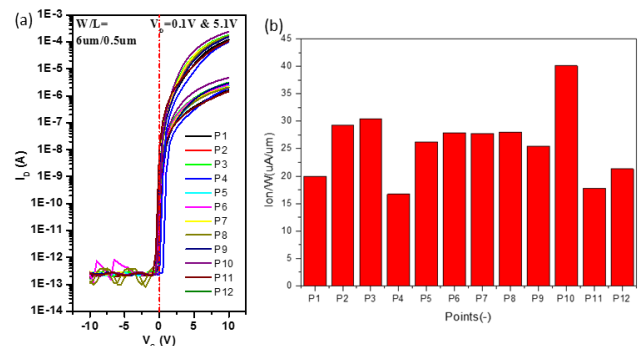 (a)
W/L= V_D=0.1V & 5.1V
6um/0.5um
1E-3
1E-4
1E-5
1E-6
1E-7
1E-8
1E-9
1E-10
1E-11
1E-12
1E-13
1E-14
I_D (A)
P1
P2
P3
P4
P5
P6
P7
P8
P9
P10
P11
P12
-10 -5 0 5 10
(V)
(b)
45
40
35
30
25
20
15
10
5
0
Ion/W(uA/um)
P1 P2 P3 P4 P5 P6 P7 P8 P9 P10 P11 P12
Points(-)